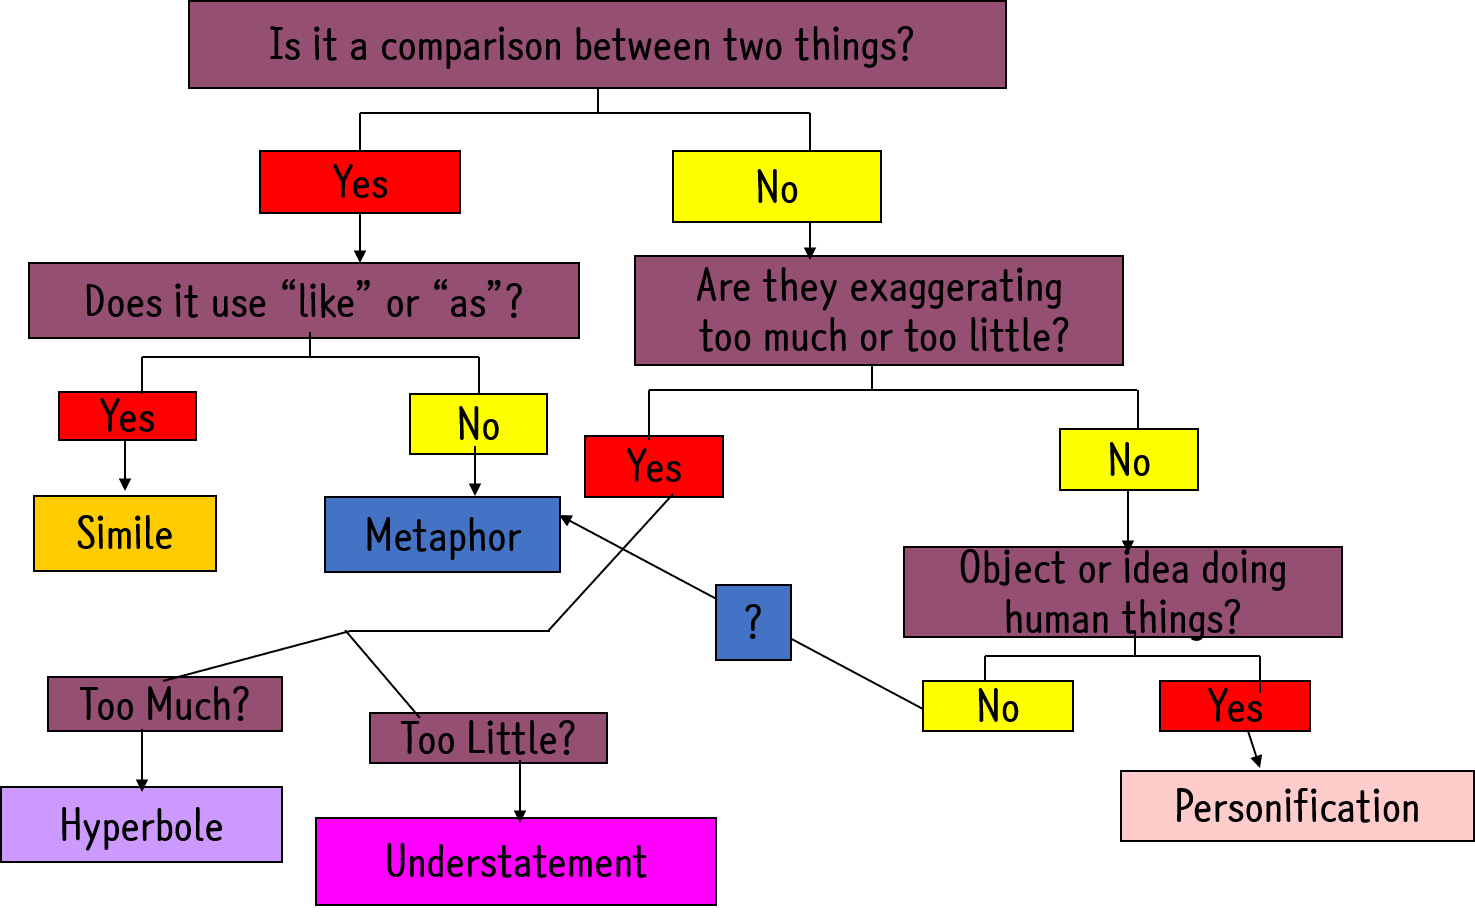 Is it a comparison between two things?
Yes
No
Does it use “like” or “as”?
Are they exaggerating
too much or too little?
Yes
No
Yes
No
Simile
Metaphor
Object or idea doing
human things?
?
No
Yes
Too Much?
Too Little?
Hyperbole
Understatement
Personification